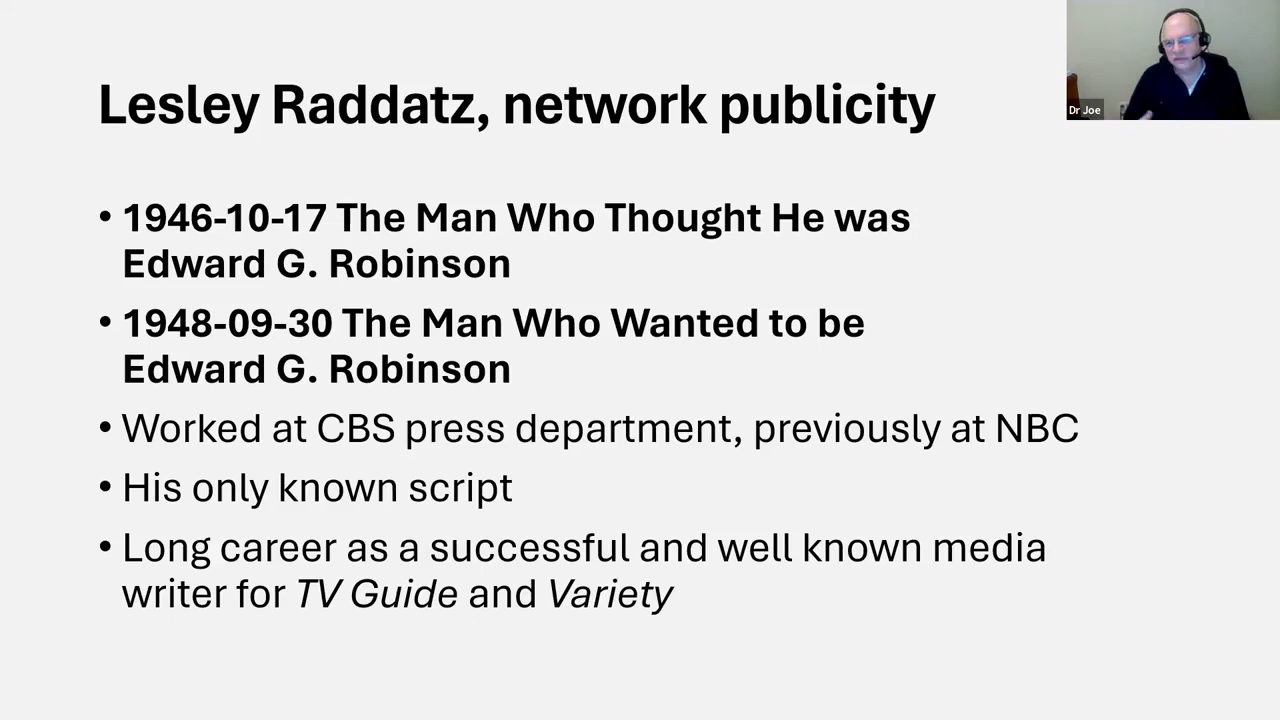 Lesley Raddatz, network publicity
Dr Joe
• 1946-10-17 The Man Who Thought He was
Edward G. Robinson
• 1948-09-30 The Man Who Wanted to be
Edward G. Robinson
• Worked at CBS press department, previously at NBC
• His only known script
• Long career as a successful and well known media
writer for TV Guide and Variety